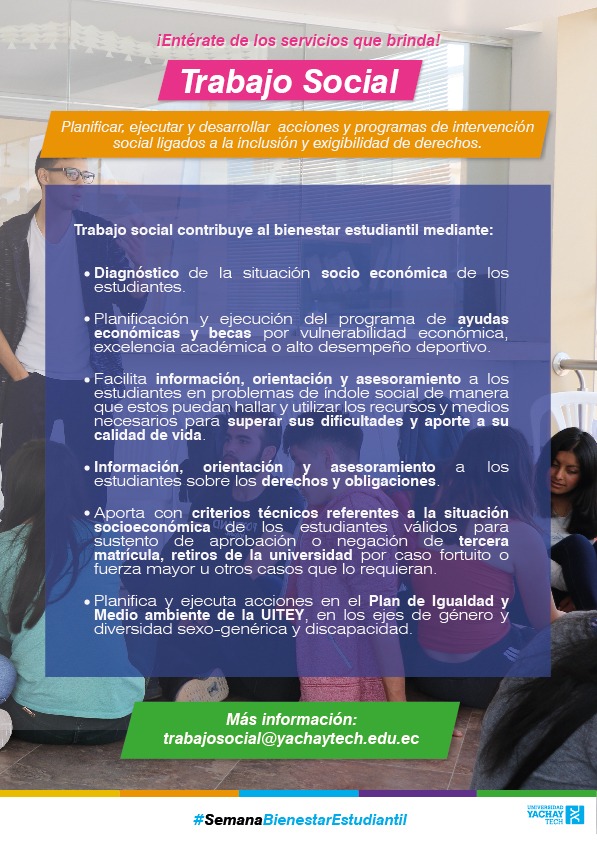 ¡Entérate de los servicios que brinda!
Trabajo Social
Planificar, ejecutar y desarrollar acciones y programas de intervención
social ligados a la inclusión y exigibilidad de derechos.
Trabajo social contribuye al bienestar estudiantil mediante:
• Diagnóstico de la situación socio económica de los
estudiantes.
• Planificación y ejecución del programa de ayudas
económicas y becas por vulnerabilidad económica,
excelencia académica o alto desempeño deportivo.
• Facilita información, orientación y asesoramiento a los
estudiantes en problemas de índole social de manera
que estos puedan hallar y utilizar los recursos y medios
necesarios para superar sus dificultades y aporte a su
calidad de vida.
• Información, orientación y asesoramiento a los
estudiantes sobre los derechos y obligaciones.
• Aporta con criterios técnicos referentes a la situación
socioeconómica de los estudiantes válidos para
sustento de aprobación o negación de tercera
matrícula, retiros de la universidad por caso fortuito o
fuerza mayor u otros casos que lo requieran.
• Planifica y ejecuta acciones en el Plan de Igualdad y
Medio ambiente de la UITEY, en los ejes de género y
diversidad sexo-genérica y discapacidad.
Más información:
trabajosocial@yachaytech.edu.ec
#SemanaBienestarEstudiantil
UNIVERSIDAD
YACHAY
TECH